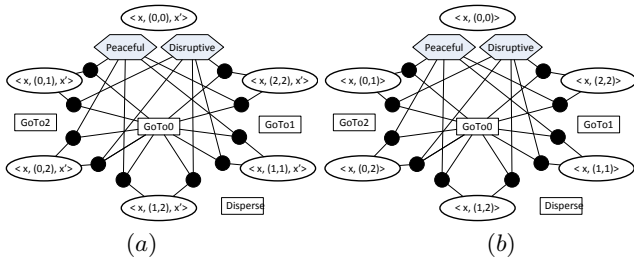 < x, (0,0), x'>
Peaceful Disruptive
< x, (0,1), x'> < x, (2,2), x'>
GoTo2 GoTo0 GoTo1
< x, (0,2), x'> < x, (1,1), x'>
< x, (1,2), x'>
Disperse
(a)
< x, (0,0)>
Peaceful Disruptive
< x, (0,1)> < x, (2,2)>
GoTo2 GoTo0 GoTo1
< x, (0,2)> < x, (1,1)>
< x, (1,2)>
Disperse
(b)